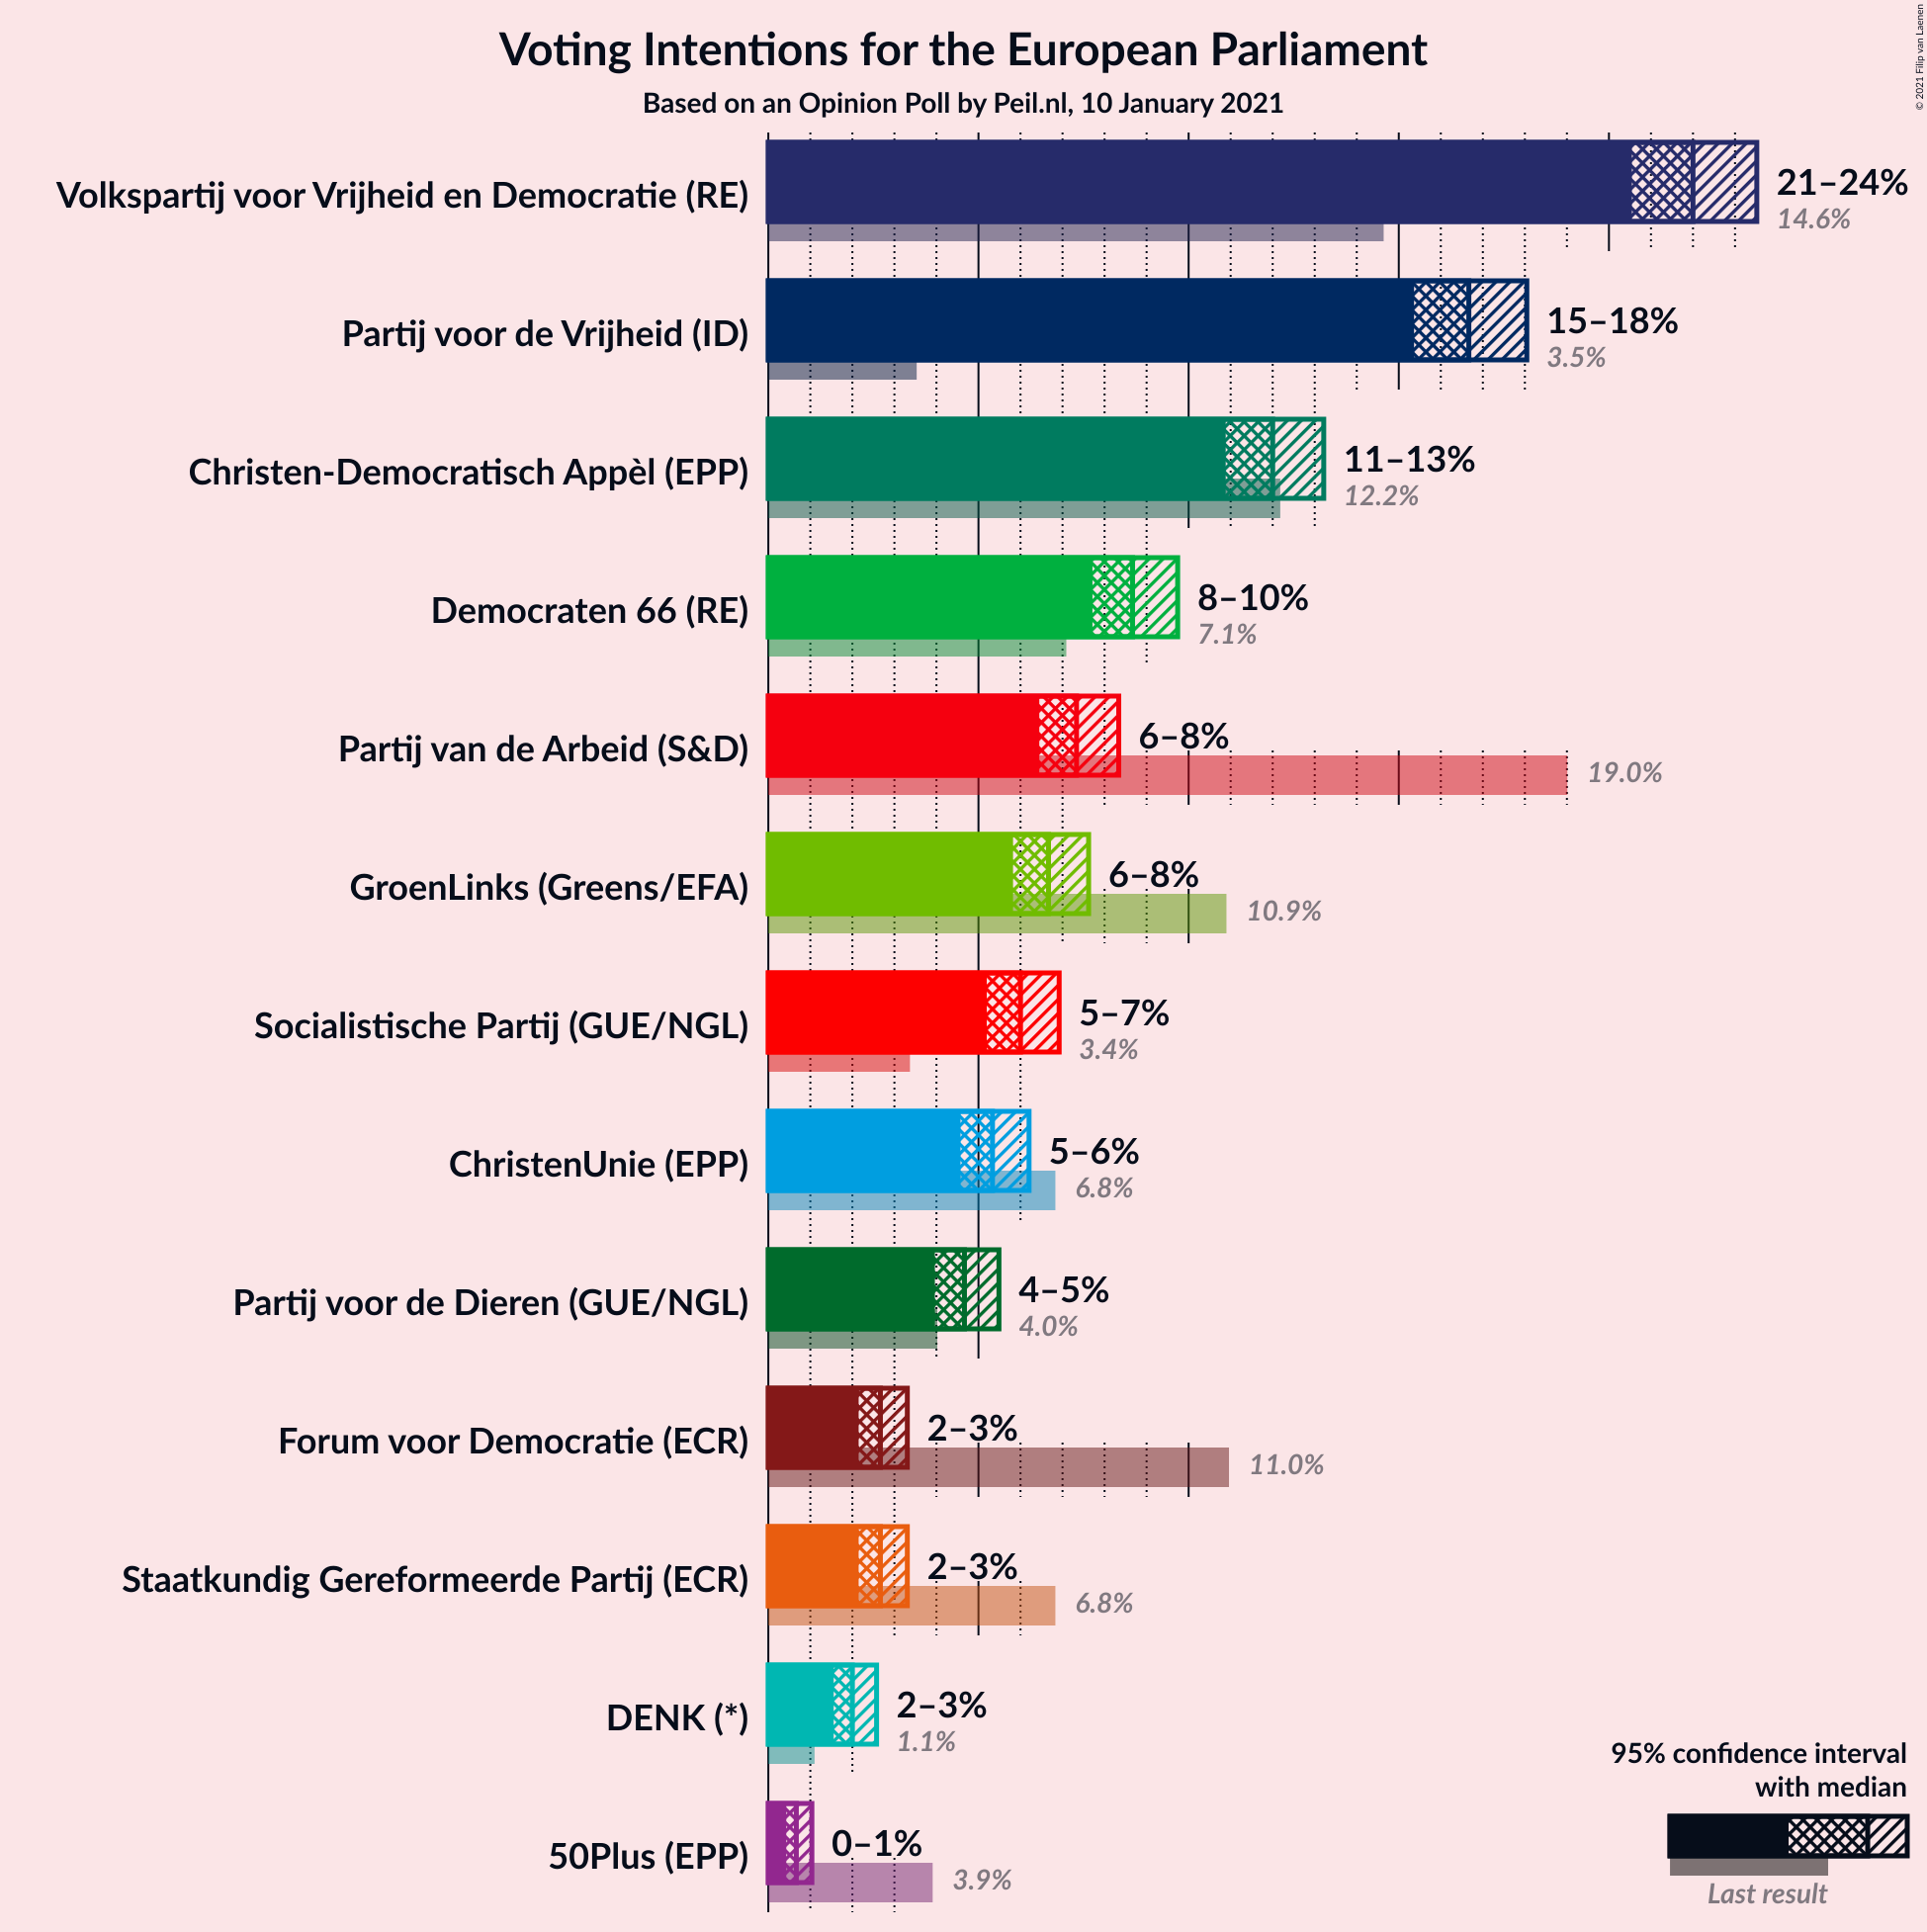 © 2021 Filip van Laenen
Voting Intentions for the European Parliament
Based on an Opinion Poll by Peil.nl, 10 January 2021
Volkspartij voor Vrijheid en Democratie (RE)
21–24%
14.6%
Partij voor de Vrijheid (ID)
15–18%
3.5%
Christen-Democratisch Appèl (EPP)
11–13%
12.2%
Democraten 66 (RE)
8–10%
7.1%
Partij van de Arbeid (S&D)
6–8%
19.0%
GroenLinks (Greens/EFA)
6–8%
10.9%
Socialistische Partij (GUE/NGL)
5–7%
3.4%
ChristenUnie (EPP)
5–6%
6.8%
Partij voor de Dieren (GUE/NGL)
4–5%
4.0%
Forum voor Democratie (ECR)
2–3%
11.0%
Staatkundig Gereformeerde Partij (ECR)
2–3%
6.8%
DENK (*)
2–3%
1.1%
50Plus (EPP)
0–1%
3.9%
95% confidence interval
with median
Last result